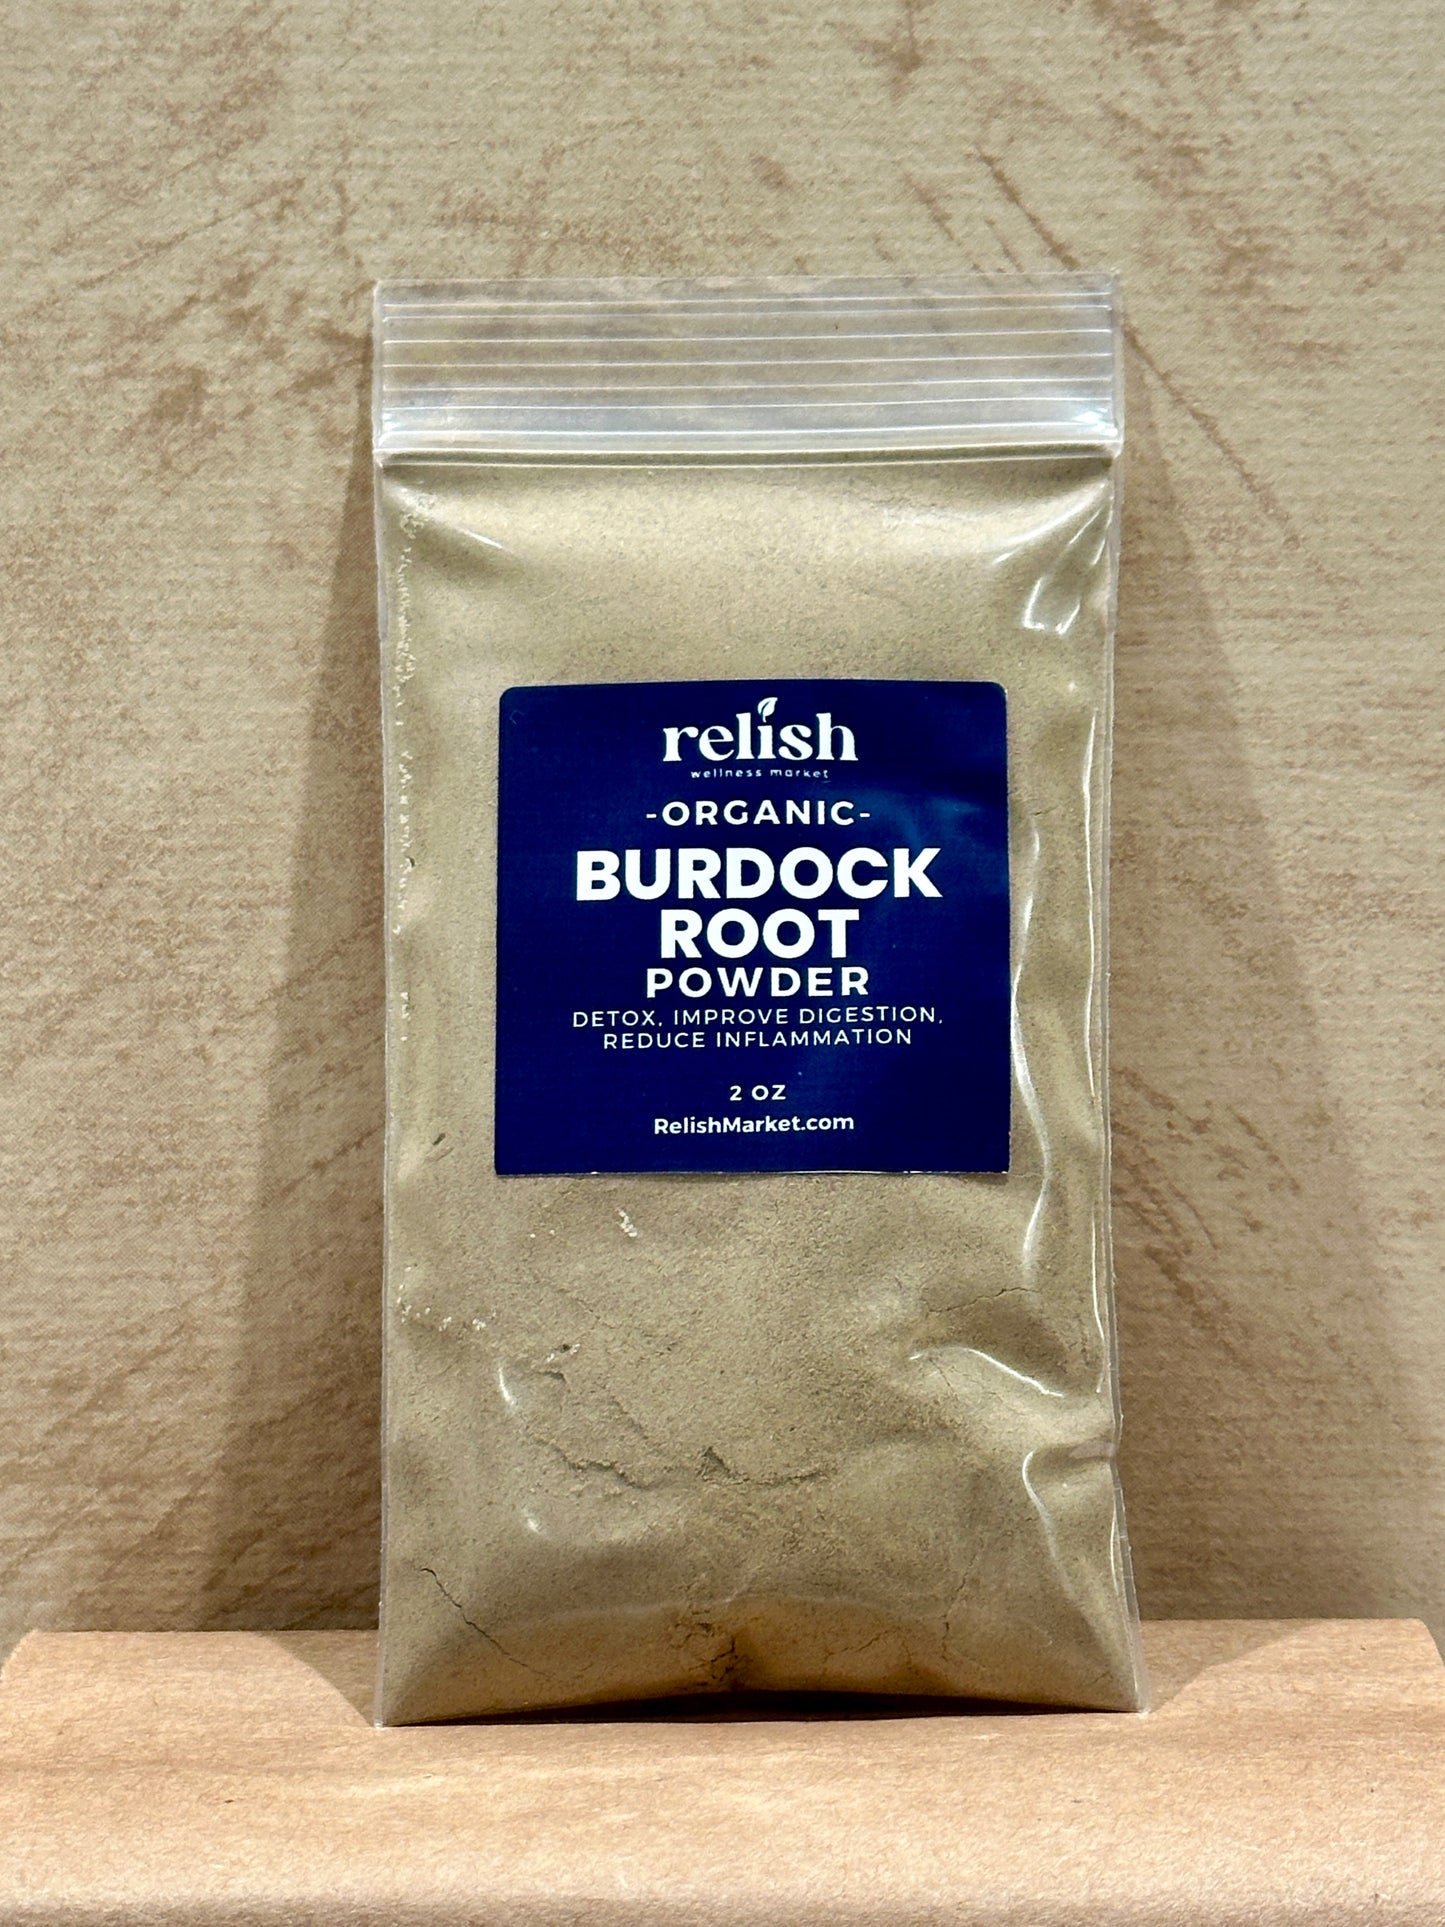 relish
wellness market
-ORGANIC-
BURDOCK
ROOT
POWDER
DETOX, IMPROVE DIGESTION,
REDUCE INFLAMMATION
2 OZ
RelishMarket.com